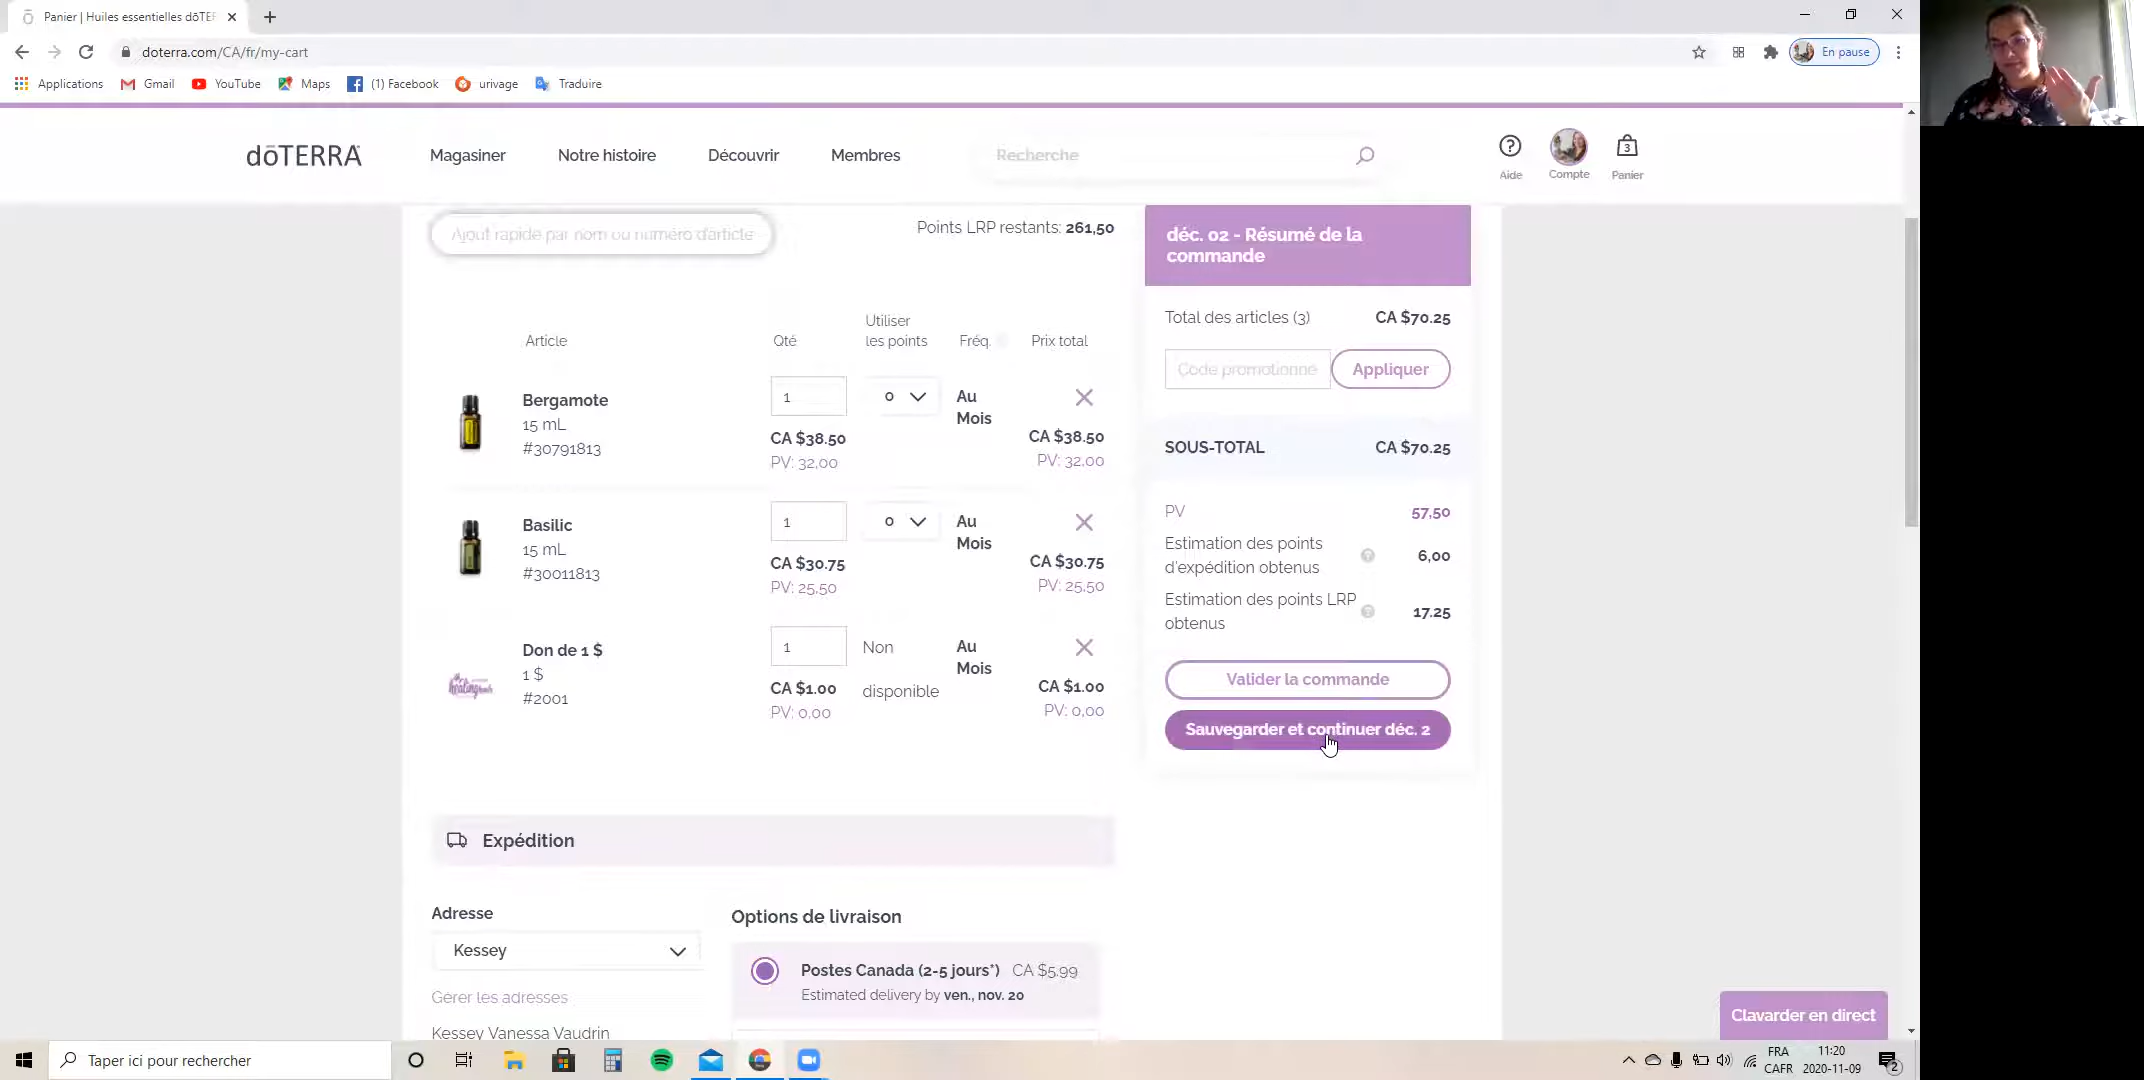 Panier | Huiles essentielles dōTER
doterra.com/CA/fr/my-cart
En pause
Applications
Gmail
YouTube
Maps
(1) Facebook
urivage
Traduire
dōTERRA
Magasiner
Notre histoire
Découvrir
Membres
Recherche
3
Aide
Compte
Panier
Ajout rapide par nom ou numéro d'article
Points LRP restants: 261,50
Article
Qté
Utiliser
les points
Fréq.
Prix total
Bergamote
15 mL
#30791813
1
CA $38.50
PV: 32,00
0
Au
Mois
CA $38.50
PV: 32,00
Basilic
15 mL
#30011813
1
CA $30.75
PV: 25,50
0
Au
Mois
CA $30.75
PV: 25,50
healing hands
Don de 1 $
1 $
#2001
1
CA $1.00
PV: 0,00
Non
disponible
Au
Mois
CA $1.00
PV: 0,00
déc. 02 - Résumé de la
commande
Total des articles (3) CA $70.25
Code promotionne
Appliquer
SOUS-TOTAL CA $70.25
PV 57,50
Estimation des points
d'expédition obtenus
6,00
Estimation des points LRP
obtenus
17.25
Valider la commande
Sauvegarder et continuer déc. 2
Expédition
Adresse
Kessey
Gérer les adresses
Kessey Vanessa Vaudrin
Options de livraison
Postes Canada (2-5 jours*) CA $5.99
Estimated delivery by ven., nov. 20
Clavarder en direct
Taper ici pour rechercher
FRA
CAFR
11:20
2020-11-09
2